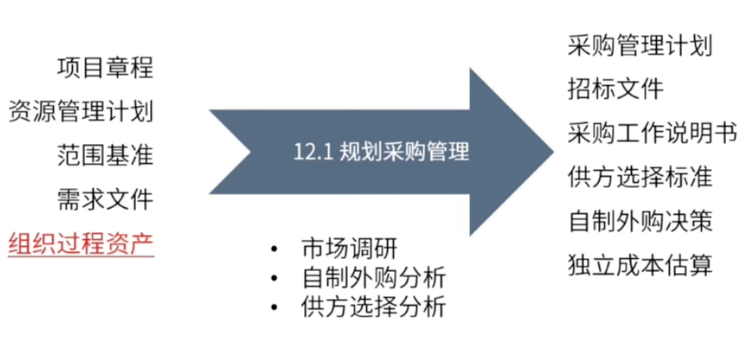 项目章程
资源管理计划
范围基准
需求文件
组织过程资产
12.1 规划采购管理
• 市场调研
• 自制外购分析
• 供方选择分析
采购管理计划
招标文件
采购工作说明书
供方选择标准
自制外购决策
独立成本估算